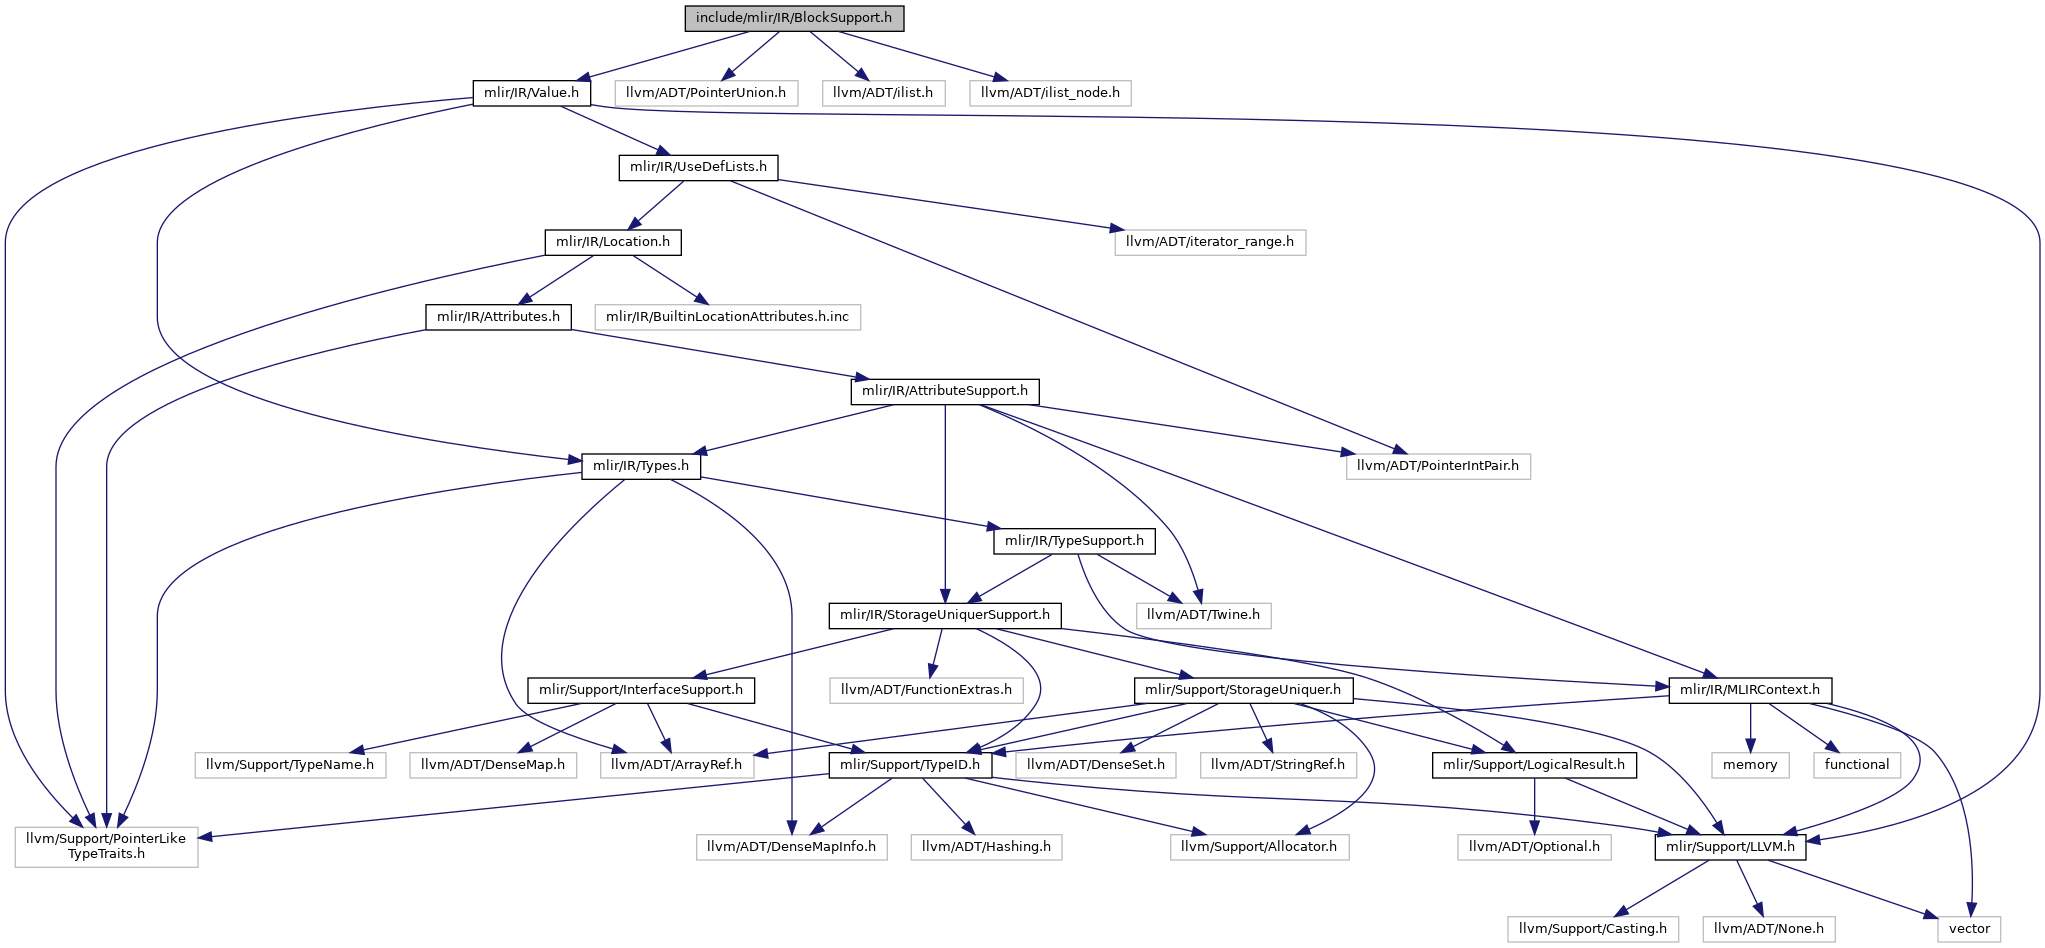 include/mlir/IR/BlockSupport.h
mlir/IR/Value.h
llvm/ADT/PointerUnion.h
llvm/ADT/ilist.h
llvm/ADT/ilist_node.h
mlir/IR/UseDefLists.h
mlir/IR/Location.h
llvm/ADT/iterator_range.h
mlir/IR/Attributes.h
mlir/IR/BuiltinLocationAttributes.h.inc
mlir/IR/AttributeSupport.h
mlir/IR/Types.h
llvm/ADT/PointerIntPair.h
mlir/IR/TypeSupport.h
mlir/IR/StorageUniquerSupport.h
llvm/ADT/Twine.h
mlir/Support/InterfaceSupport.h
llvm/ADT/FunctionExtras.h
mlir/Support/StorageUniquer.h
mlir/IR/MLIRContext.h
llvm/Support/TypeName.h
llvm/ADT/DenseMap.h
llvm/ADT/ArrayRef.h
mlir/Support/TypeID.h
llvm/ADT/DenseSet.h
llvm/ADT/StringRef.h
mlir/Support/LogicalResult.h
memory
functional
llvm/Support/PointerLike
TypeTraits.h
llvm/ADT/DenseMapInfo.h
llvm/ADT/Hashing.h
llvm/Support/Allocator.h
llvm/ADT/Optional.h
mlir/Support/LLVM.h
llvm/Support/Casting.h
llvm/ADT/None.h
vector